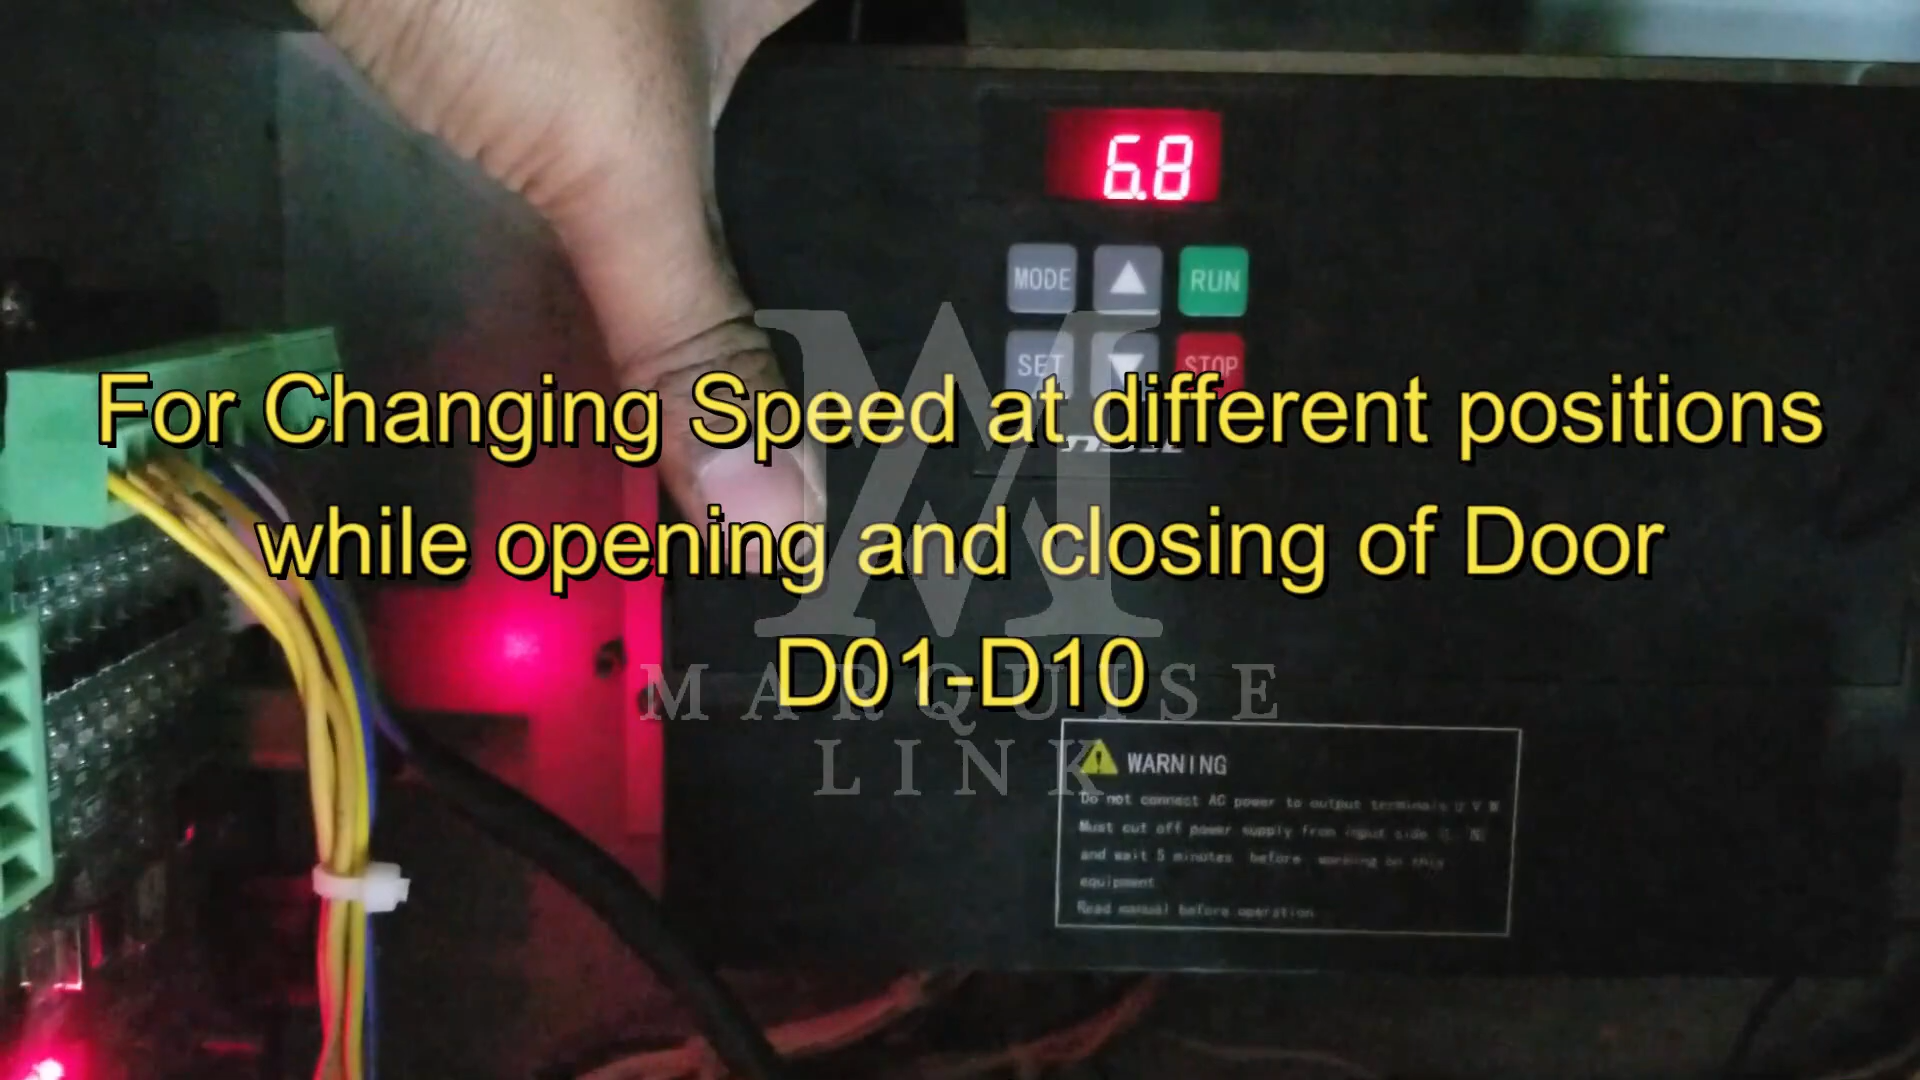 6.8
MODE ▲ RUN
SET ▼ STOP
For Changing Speed at different positions
while opening and closing of Door
D01-D10
MARQUISE
LINK
WARNING
Do not connect AC power to output terminals U V W
Must cut off power supply from input side
and wait 5 minutes before working on this
equipment
Read manual before operation